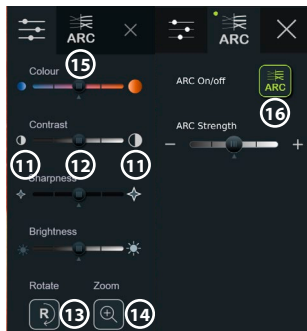 ARC
ARC
Colour
15
ARC On/off
ARC
16
Contrast
ARC Strength
11
12
11
Sharpness
Brightness
Rotate
Zoom
R
13
14